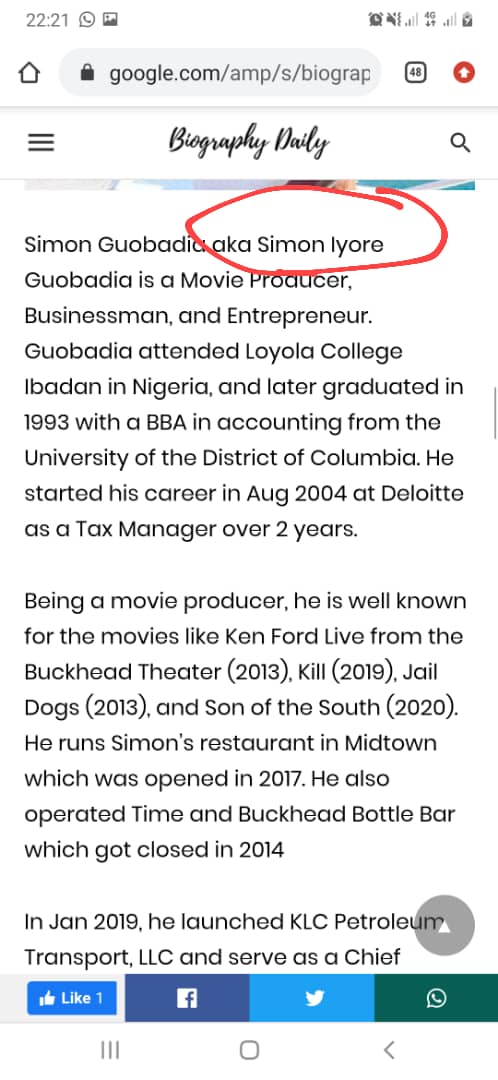 22:21
4G
google.com/amp/s/biograp
48
Biography Daily
Simon Guobadia aka Simon Iyore
Guobadia is a Movie Producer,
Businessman, and Entrepreneur.
Guobadia attended Loyola College
Ibadan in Nigeria, and later graduated in
1993 with a BBA in accounting from the
University of the District of Columbia. He
started his career in Aug 2004 at Deloitte
as a Tax Manager over 2 years.
Being a movie producer, he is well known
for the movies like Ken Ford Live from the
Buckhead Theater (2013), Kill (2019), Jail
Dogs (2013), and Son of the South (2020).
He runs Simon's restaurant in Midtown
which was opened in 2017. He also
operated Time and Buckhead Bottle Bar
which got closed in 2014
In Jan 2019, he launched KLC Petroleum
Transport, LLC and serve as a Chief
Like 1